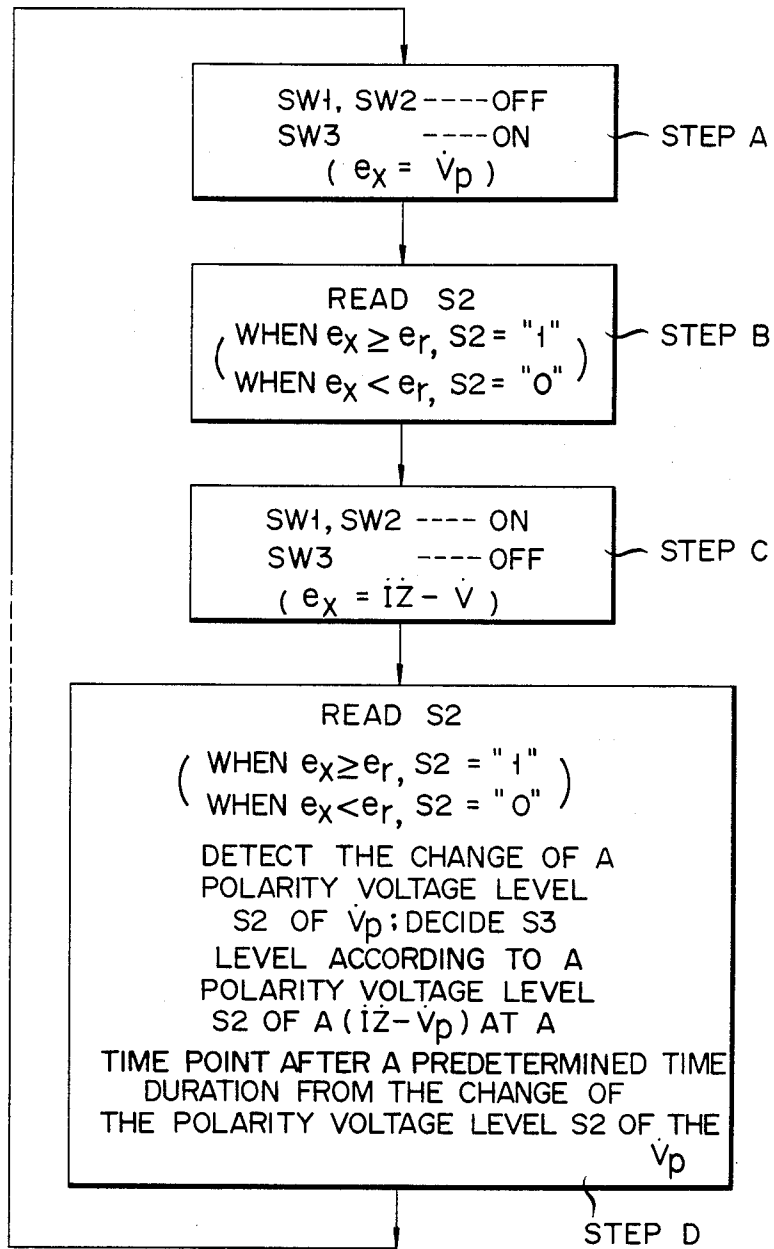 SW1, SW2 ---- OFF
SW3 ---- ON
( eₓ = V̇p )
STEP A
READ S2
( WHEN eₓ ≥ eᵣ, S2 = "1"
WHEN eₓ < eᵣ, S2 = "0" )
STEP B
SW1, SW2 ---- ON
SW3 ---- OFF
( eₓ = İŻ - V̇ )
STEP C
READ S2
( WHEN eₓ ≥ eᵣ, S2 = "1"
WHEN eₓ < eᵣ, S2 = "0" )
DETECT THE CHANGE OF A
POLARITY VOLTAGE LEVEL
S2 OF V̇p ; DECIDE S3
LEVEL ACCORDING TO A
POLARITY VOLTAGE LEVEL
S2 OF A (İŻ - V̇p) AT A
TIME POINT AFTER A PREDETERMINED TIME
DURATION FROM THE CHANGE OF
THE POLARITY VOLTAGE LEVEL S2 OF THE
V̇p
STEP D